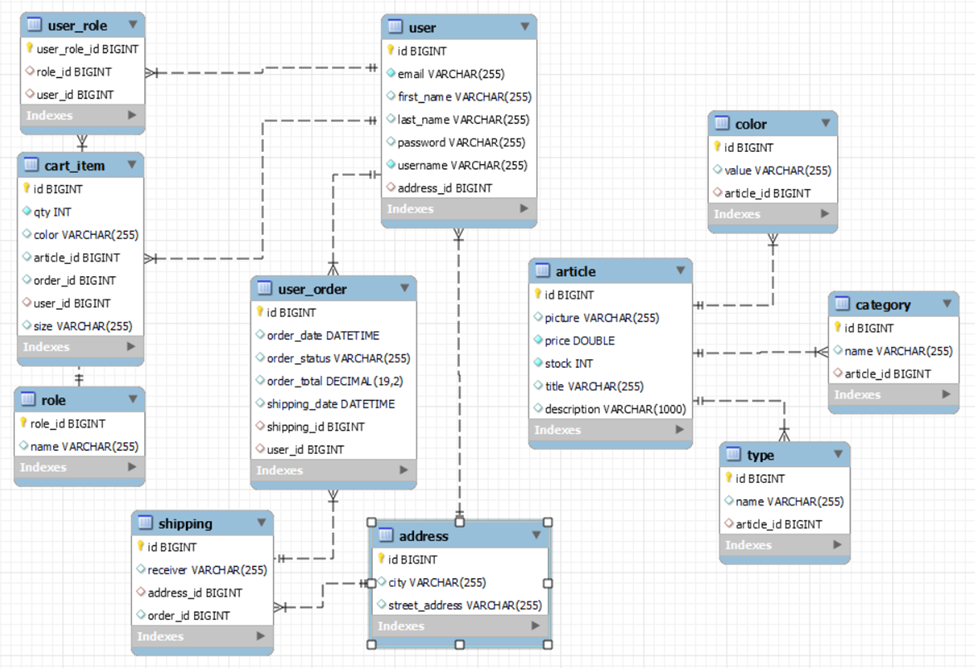 user_role
user_role_id BIGINT
role_id BIGINT
user_id BIGINT
Indexes
cart_item
id BIGINT
qty INT
color VARCHAR(255)
article_id BIGINT
order_id BIGINT
user_id BIGINT
size VARCHAR(255)
Indexes
role
role_id BIGINT
name VARCHAR(255)
Indexes
user
id BIGINT
email VARCHAR(255)
first_name VARCHAR(255)
last_name VARCHAR(255)
password VARCHAR(255)
username VARCHAR(255)
address_id BIGINT
Indexes
user_order
id BIGINT
order_date DATETIME
order_status VARCHAR(255)
order_total DECIMAL(19,2)
shipping_date DATETIME
shipping_id BIGINT
user_id BIGINT
Indexes
shipping
id BIGINT
receiver VARCHAR(255)
address_id BIGINT
order_id BIGINT
Indexes
address
id BIGINT
city VARCHAR(255)
street_address VARCHAR(255)
Indexes
article
id BIGINT
picture VARCHAR(255)
price DOUBLE
stock INT
title VARCHAR(255)
description VARCHAR(1000)
Indexes
color
id BIGINT
value VARCHAR(255)
article_id BIGINT
Indexes
category
id BIGINT
name VARCHAR(255)
article_id BIGINT
Indexes
type
id BIGINT
name VARCHAR(255)
article_id BIGINT
Indexes